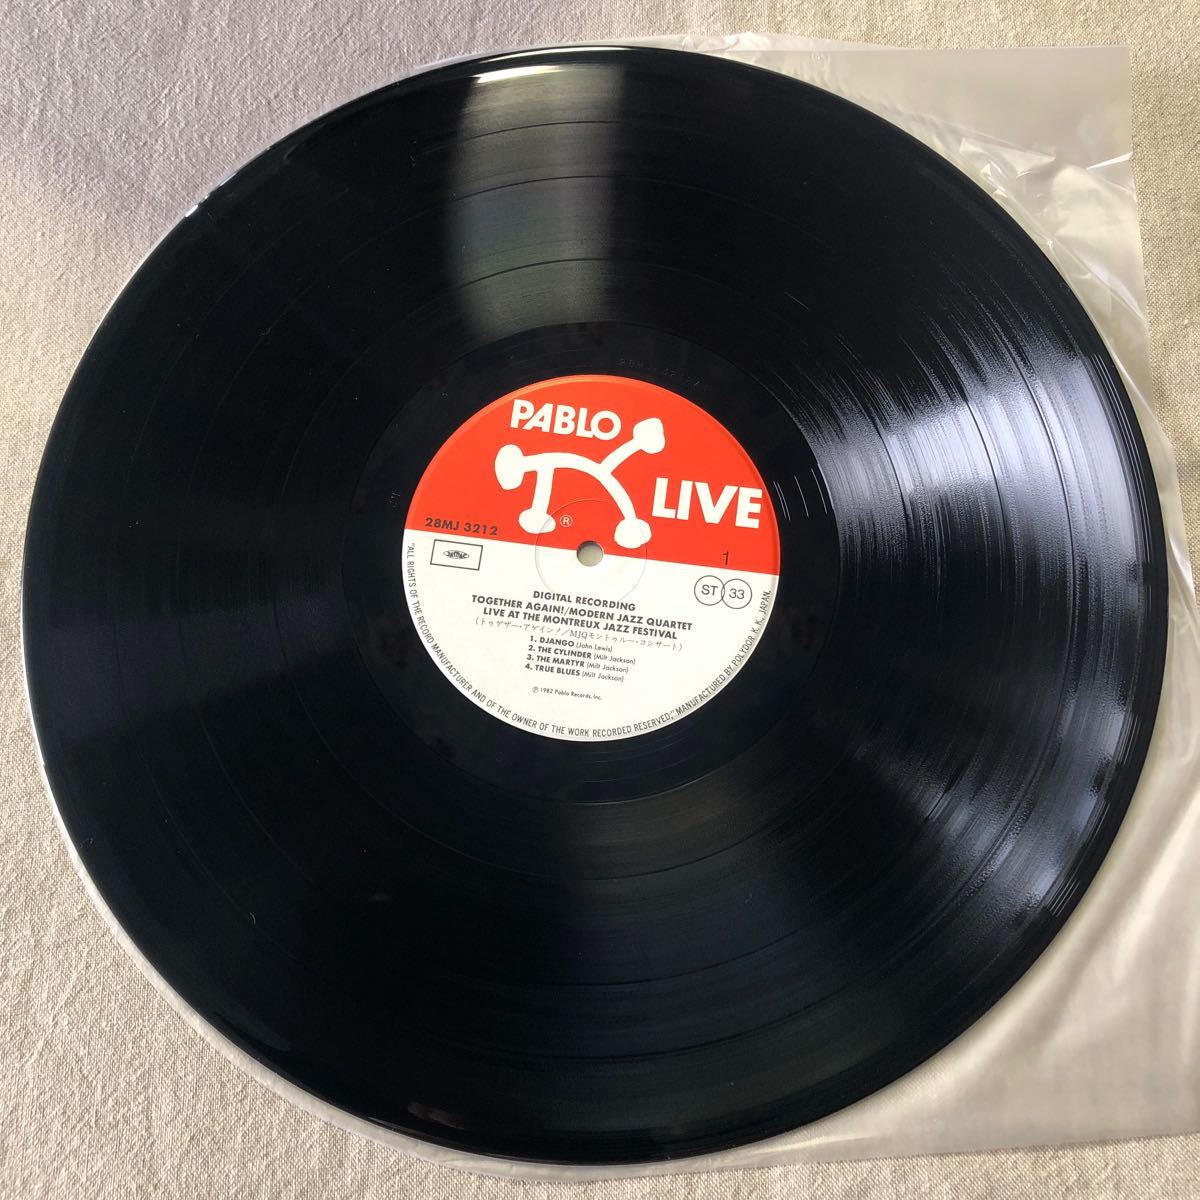 PABLO
LIVE
®
28MJ 3212
1
ST 33
DIGITAL RECORDING
TOGETHER AGAIN!/MODERN JAZZ QUARTET
LIVE AT THE MONTREUX JAZZ FESTIVAL
(トゥゲザー・アゲイン!/MJQモントゥルー・コンサート)
1. DJANGO (John Lewis)
2. THE CYLINDER (Milt Jackson)
3. THE MARTYR (Milt Jackson)
4. TRUE BLUES (Milt Jackson)
℗ 1982 Pablo Records, Inc.
"ALL RIGHTS OF THE RECORD MANUFACTURER AND OF THE OWNER OF THE WORK RECORDED RESERVED," MANUFACTURED BY POLYDOR K. K., JAPAN.